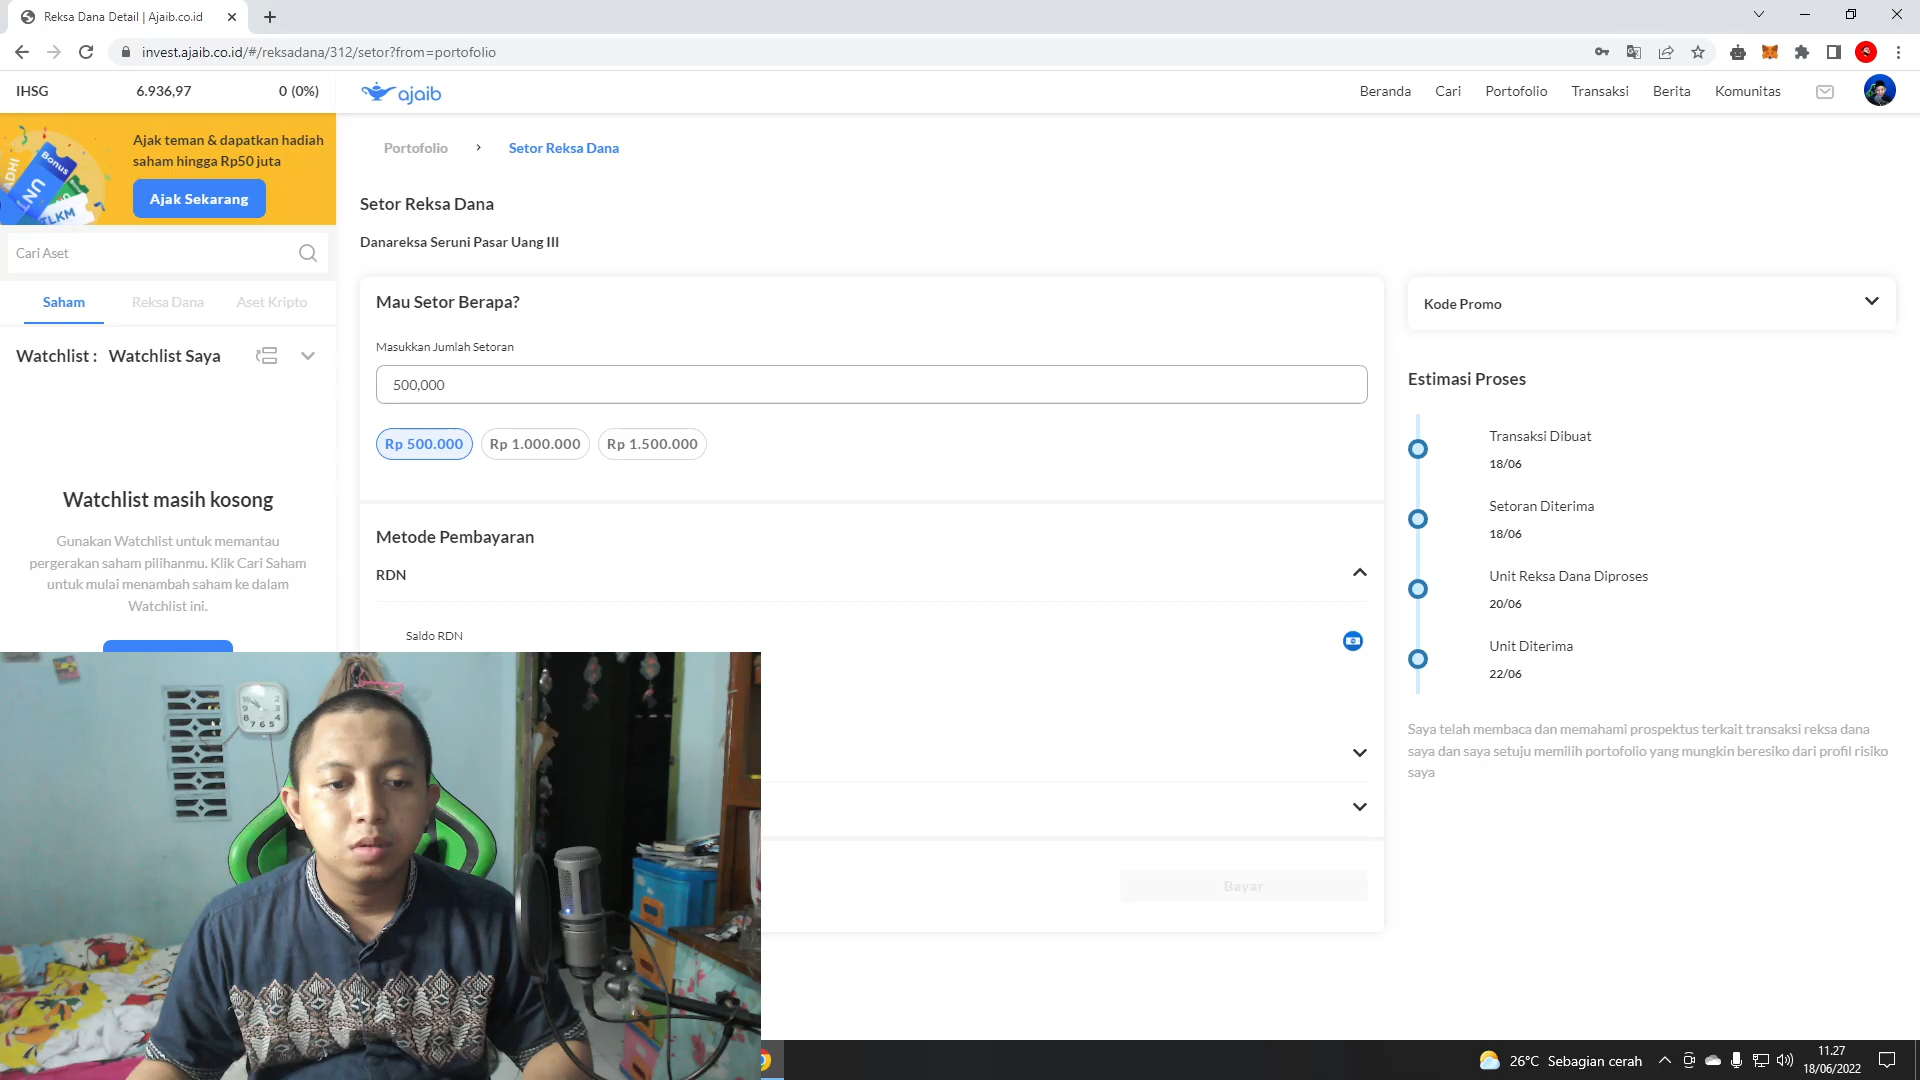 Reksa Dana Detail | Ajaib.co.id
invest.ajaib.co.id/#/reksadana/312/setor?from=portofolio
IHSG 6.936,97 0 (0%)
ajaib
Beranda Cari Portofolio Transaksi Berita Komunitas
Ajak teman & dapatkan hadiah
saham hingga Rp50 juta
Ajak Sekarang
Bonus
ADHI
UNT
TLKM
Cari Aset
Saham Reksa Dana Aset Kripto
Watchlist : Watchlist Saya
Watchlist masih kosong
Gunakan Watchlist untuk memantau
pergerakan saham pilihanmu. Klik Cari Saham
untuk mulai menambah saham ke dalam
Watchlist ini.
Portofolio > Setor Reksa Dana
Setor Reksa Dana
Danareksa Seruni Pasar Uang III
Mau Setor Berapa?
Masukkan Jumlah Setoran
500,000
Rp 500.000 Rp 1.000.000 Rp 1.500.000
Metode Pembayaran
RDN
Saldo RDN
Bayar
Kode Promo
Estimasi Proses
Transaksi Dibuat
18/06
Setoran Diterima
18/06
Unit Reksa Dana Diproses
20/06
Unit Diterima
22/06
Saya telah membaca dan memahami prospektus terkait transaksi reksa dana
saya dan saya setuju memilih portofolio yang mungkin beresiko dari profil risiko
saya
26°C Sebagian cerah
11.27
18/06/2022